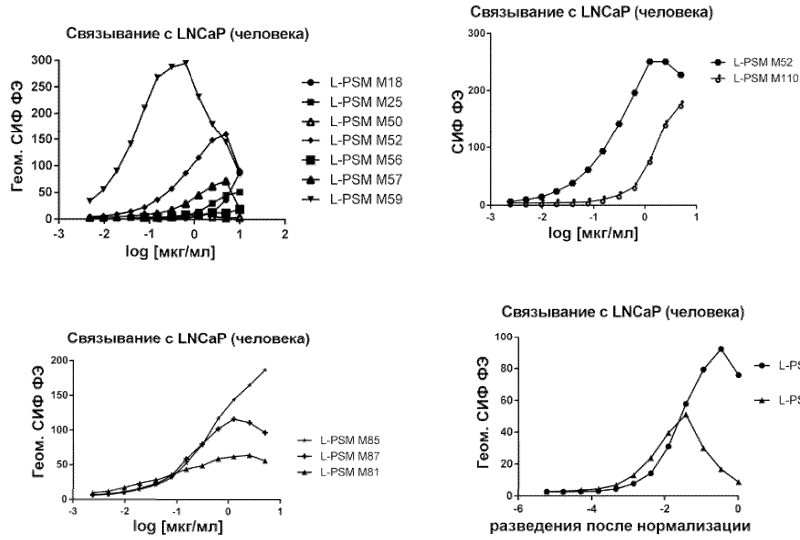 Связывание с LNCaP (человека)
Геом. СИФ ФЭ
300
250
200
150
100
50
0
-3
-2
-1
0
1
2
log [мкг/мл]
L-PSM M18
L-PSM M25
L-PSM M50
L-PSM M52
L-PSM M56
L-PSM M57
L-PSM M59
Связывание с LNCaP (человека)
СИФ ФЭ
300
200
100
0
-3
-2
-1
0
1
log [мкг/мл]
L-PSM M52
L-PSM M110
Связывание с LNCaP (человека)
Геом. СИФ ФЭ
200
150
100
50
0
-3
-2
-1
0
1
log [мкг/мл]
L-PSM M85
L-PSM M87
L-PSM M81
Связывание с LNCaP (человека)
Геом. СИФ ФЭ
100
80
60
40
20
0
-6
-4
-2
0
разведения после нормализации